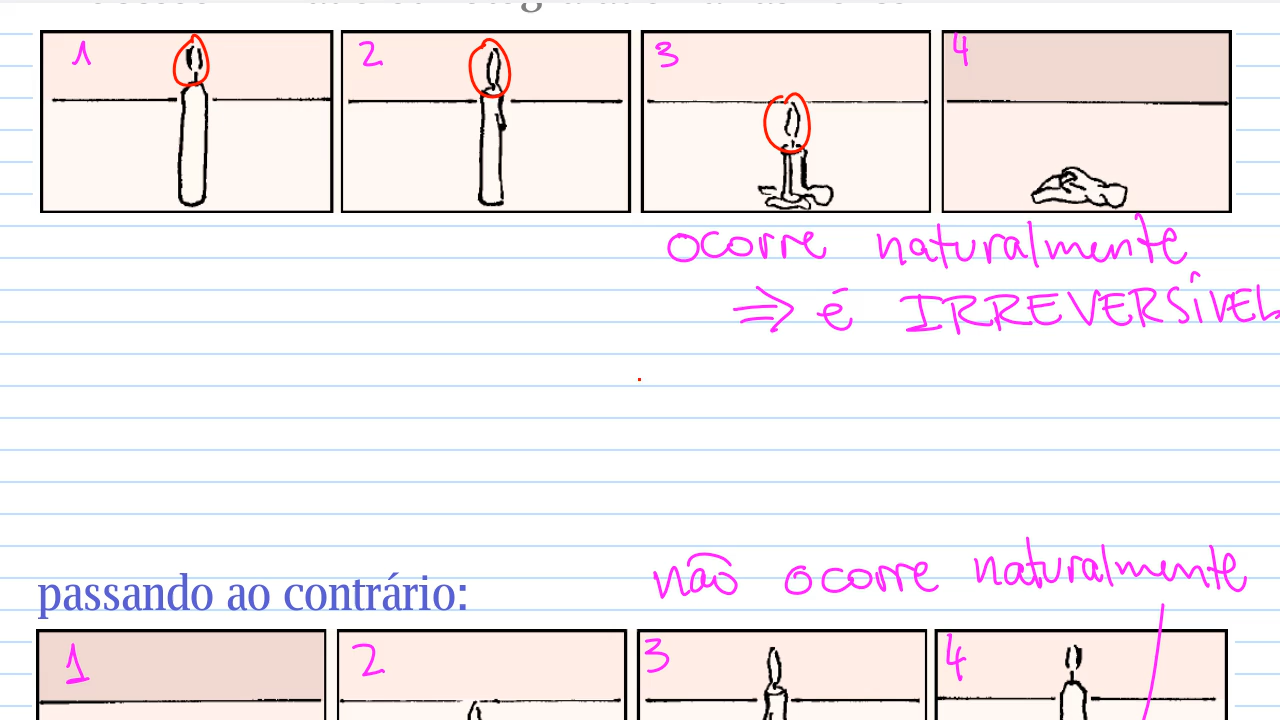 1 2 3 4
ocorre naturalmente
⇒ é IRREVERSÍVEL
não ocorre naturalmente
passando ao contrário:
1 2 3 4